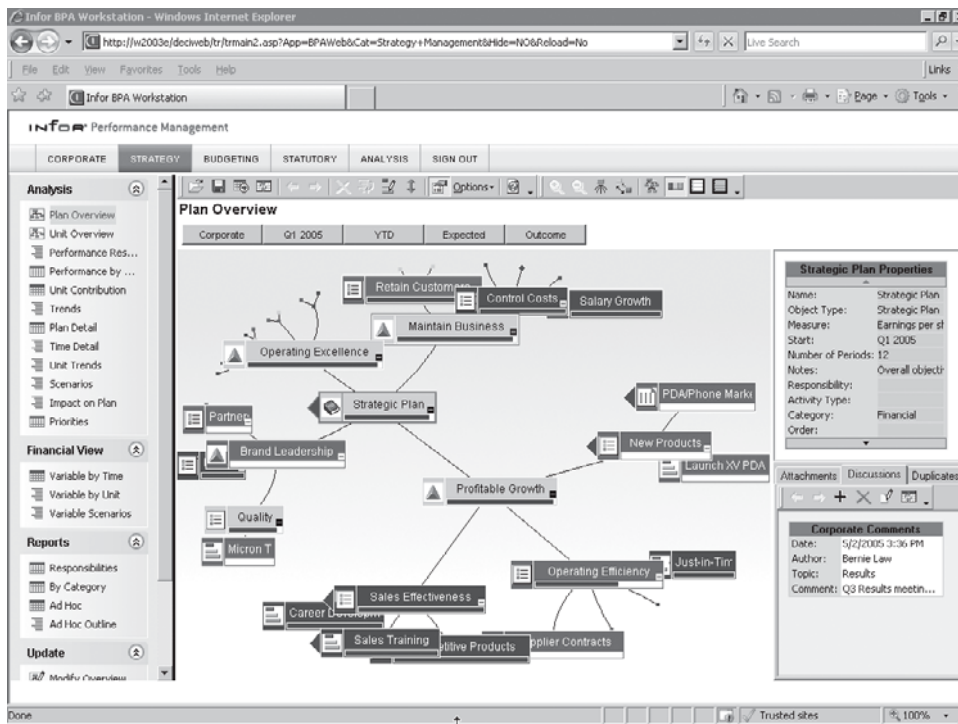 Infor BPA Workstation - Windows Internet Explorer
http://w2003e/deciweb/tr/trmain2.asp?App=BPAWeb&Cat=Strategy+Management&Hide=NO&Reload=No
Live Search
File Edit View Favorites Tools Help
Links
Infor BPA Workstation
Page
Tools
INFOR Performance Management
CORPORATE STRATEGY BUDGETING STATUTORY ANALYSIS SIGN OUT
Analysis
Plan Overview
Unit Overview
Performance Res...
Performance by ...
Unit Contribution
Trends
Plan Detail
Time Detail
Unit Trends
Scenarios
Impact on Plan
Priorities
Financial View
Variable by Time
Variable by Unit
Variable Scenarios
Reports
Responsibilities
By Category
Ad Hoc
Ad Hoc Outline
Update
Modify Overview
Options
Plan Overview
Corporate Q1 2005 YTD Expected Outcome
Retain Customers
Control Costs
Salary Growth
Maintain Business
Operating Excellence
Strategic Plan
PDA/Phone Marke
Partner
Brand Leadership
New Products
Launch XV PDA
Profitable Growth
Quality
Micron T
Operating Efficiency
Just-in-Tim
Sales Effectiveness
Career Developm
Sales Training
etitive Products
pplier Contracts
Strategic Plan Properties
Name: Strategic Plan
Object Type: Strategic Plan
Measure: Earnings per sh
Start: Q1 2005
Number of Periods: 12
Notes: Overall objecti
Responsibility:
Activity Type:
Category: Financial
Order:
Attachments Discussions Duplicates
Corporate Comments
Date: 5/2/2005 3:36 PM
Author: Bernie Law
Topic: Results
Comment: Q3 Results meetin...
Done
Trusted sites
100%